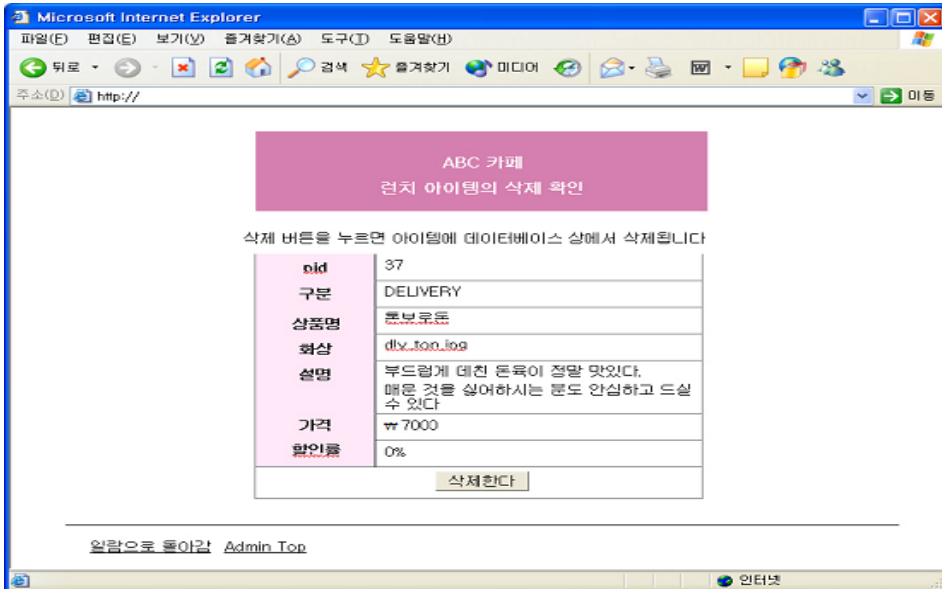 Microsoft Internet Explorer
파일(F) 편집(E) 보기(V) 즐겨찾기(A) 도구(T) 도움말(H)
뒤로 검색 즐겨찾기 미디어
주소(D) http:// 이동
ABC 카페
런치 아이템의 삭제 확인
삭제 버튼을 누르면 아이템에 데이터베이스 상에서 삭제됩니다
pid 37
구분 DELIVERY
상품명 톤보로돈
화상 dly_ton.jpg
설명 부드럽게 데친 돈육이 정말 맛있다.
매운 것을 싫어하시는 분도 안심하고 드실
수 있다
가격 ₩7000
할인률 0%
삭제한다
일람으로 돌아감 Admin Top
인터넷